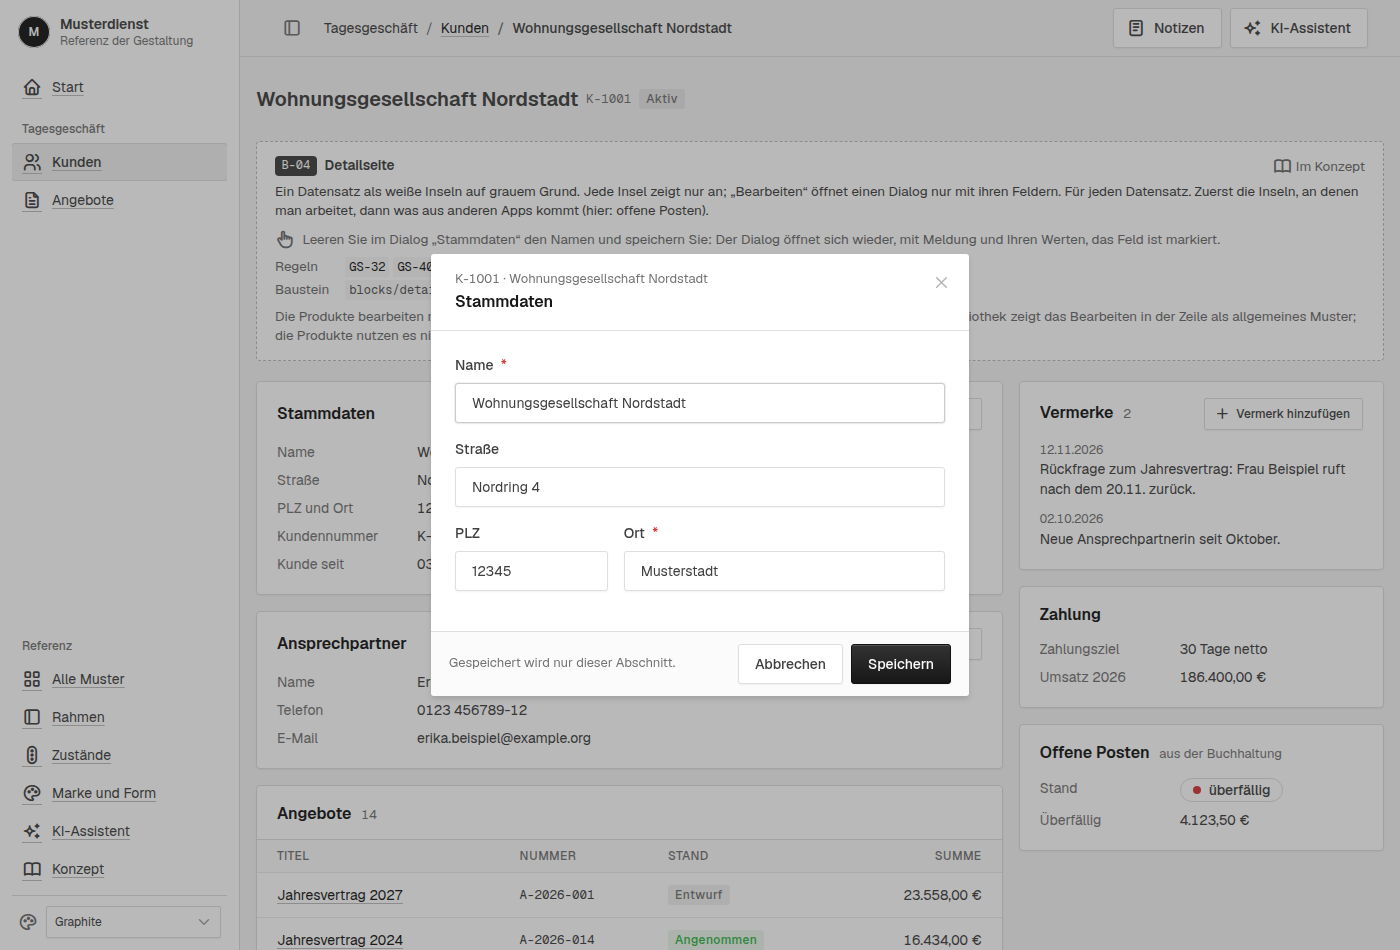 M
Musterdienst
Referenz der Gestaltung
Start
Tagesgeschäft
Kunden
Angebote
Referenz
Alle Muster
Rahmen
Zustände
Marke und Form
KI-Assistent
Konzept
Graphite
Tagesgeschäft / Kunden / Wohnungsgesellschaft Nordstadt
Notizen
KI-Assistent
Wohnungsgesellschaft Nordstadt K-1001 Aktiv
B-04 Detailseite
Im Konzept
Ein Datensatz als weiße Inseln auf grauem Grund. Jede Insel zeigt nur an; „Bearbeiten“ öffnet einen Dialog nur mit ihren Feldern. Für jeden Datensatz. Zuerst die Inseln, an denen
man arbeitet, dann was aus anderen Apps kommt (hier: offene Posten).
Leeren Sie im Dialog „Stammdaten“ den Namen und speichern Sie: Der Dialog öffnet sich wieder, mit Meldung und Ihren Werten, das Feld ist markiert.
Regeln GS-32 GS-40
Baustein blocks/detai
Die Produkte bearbeiten
iothek zeigt das Bearbeiten in der Zeile als allgemeines Muster;
die Produkte nutzen es ni
K-1001 · Wohnungsgesellschaft Nordstadt
Stammdaten
Name *
Wohnungsgesellschaft Nordstadt
Straße
Nordring 4
PLZ
Ort *
12345
Musterstadt
Gespeichert wird nur dieser Abschnitt.
Abbrechen
Speichern
Stammdaten
Name
Straße
PLZ und Ort 12
Kundennummer K-
Kunde seit 03
Ansprechpartner
Name Er
Telefon 0123 456789-12
E-Mail erika.beispiel@example.org
Angebote 14
TITEL NUMMER STAND SUMME
Jahresvertrag 2027 A-2026-001 Entwurf 23.558,00 €
Jahresvertrag 2024 A-2026-014 Angenommen 16.434,00 €
Vermerke 2
Vermerk hinzufügen
12.11.2026
Rückfrage zum Jahresvertrag: Frau Beispiel ruft
nach dem 20.11. zurück.
02.10.2026
Neue Ansprechpartnerin seit Oktober.
Zahlung
Zahlungsziel 30 Tage netto
Umsatz 2026 186.400,00 €
Offene Posten aus der Buchhaltung
Stand überfällig
Überfällig 4.123,50 €